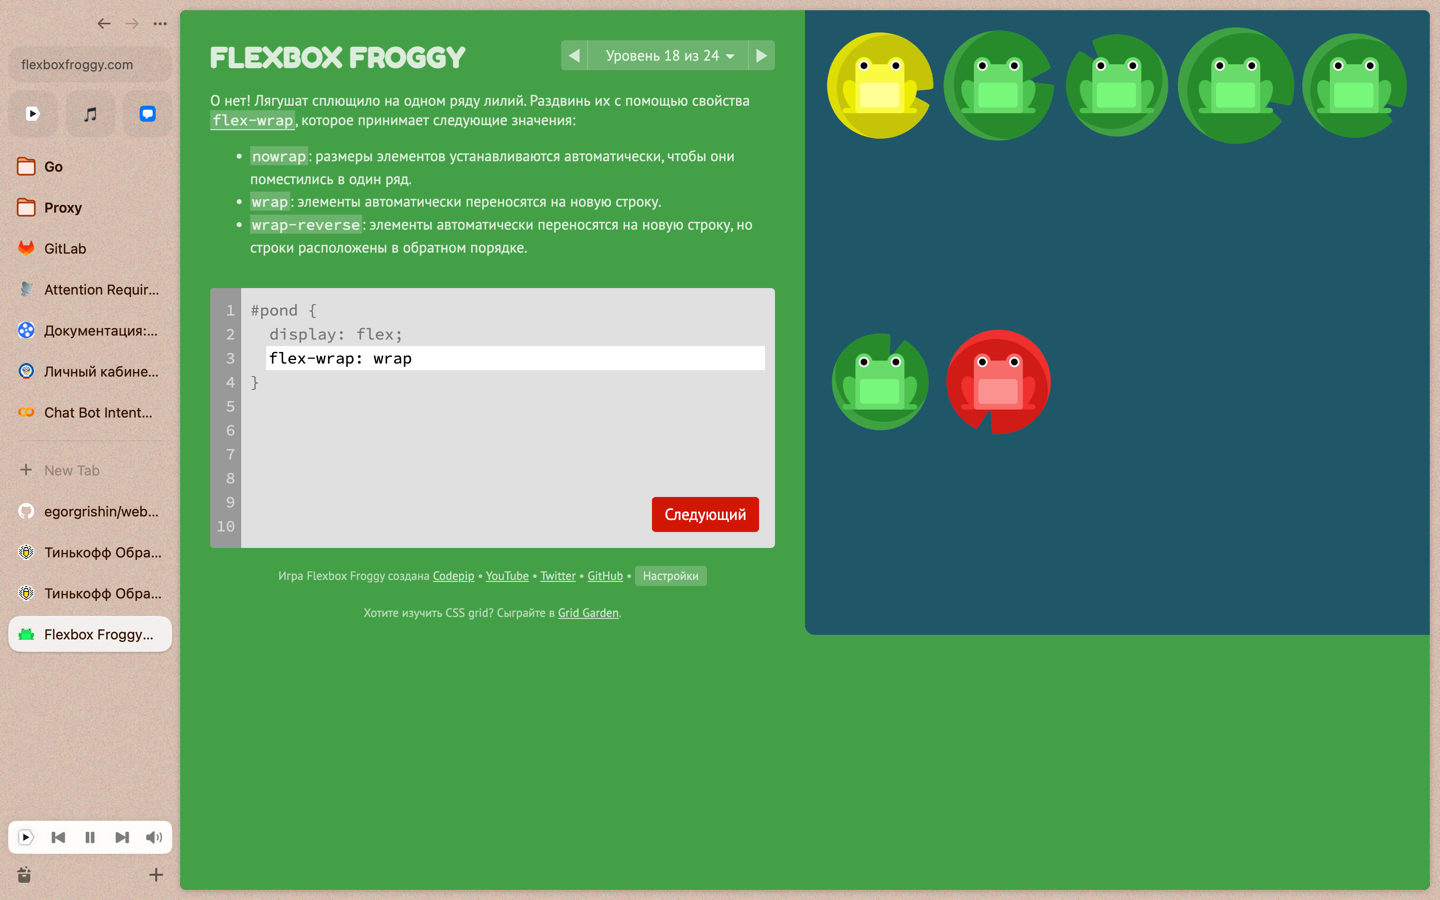 flexboxfroggy.com
Go
Proxy
GitLab
Attention Requir...
Документация:...
Личный кабине...
Chat Bot Intent...
New Tab
egorgrishin/web...
Тинькофф Обра...
Тинькофф Обра...
Flexbox Froggy...
FLEXBOX FROGGY
Уровень 18 из 24
О нет! Лягушат сплющило на одном ряду лилий. Раздвинь их с помощью свойства
flex-wrap, которое принимает следующие значения:
• nowrap: размеры элементов устанавливаются автоматически, чтобы они
поместились в один ряд.
• wrap: элементы автоматически переносятся на новую строку.
• wrap-reverse: элементы автоматически переносятся на новую строку, но
строки расположены в обратном порядке.
1 #pond {
2 display: flex;
3 flex-wrap: wrap
4 }
5
6
7
8
9
10
Следующий
Игра Flexbox Froggy создана Codepip • YouTube • Twitter • GitHub • Настройки
Хотите изучить CSS grid? Сыграйте в Grid Garden.